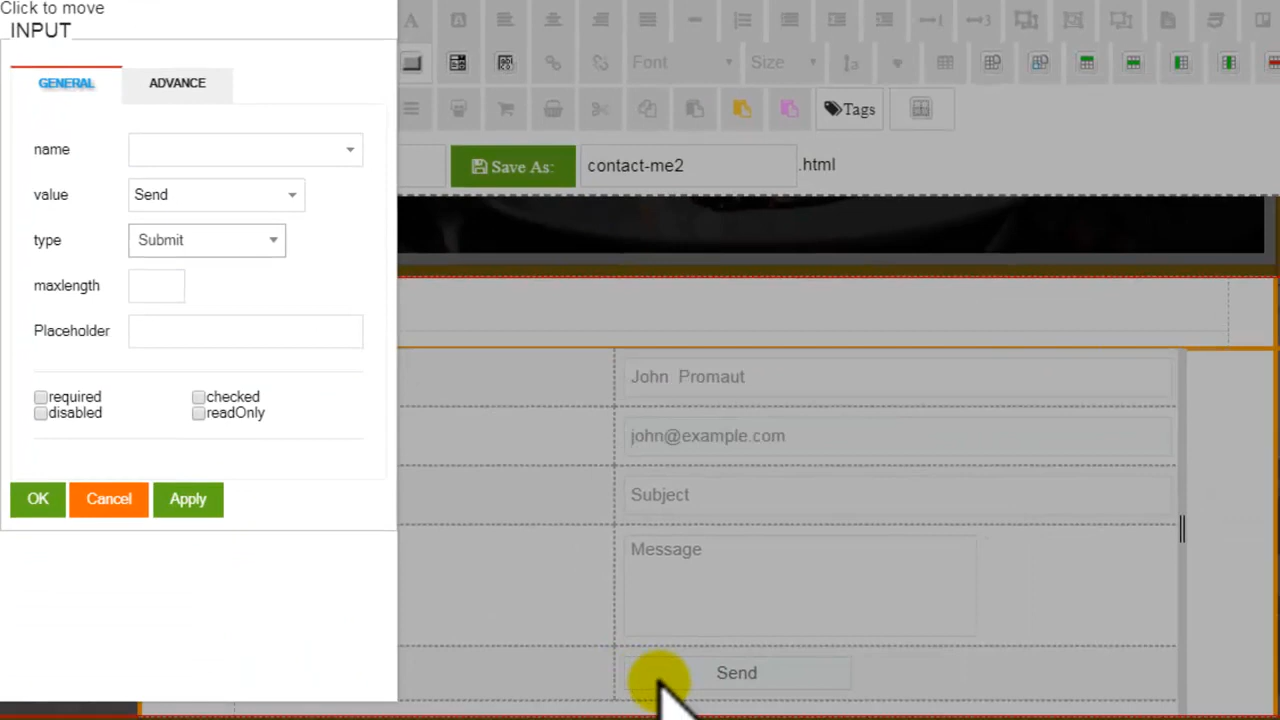 Click to move
INPUT
GENERAL ADVANCE
name
value Send
type Submit
maxlength
Placeholder
required checked
disabled readOnly
OK Cancel Apply
Font Size
Tags
Save As: contact-me2 .html
John Promaut
john@example.com
Subject
Message
Send